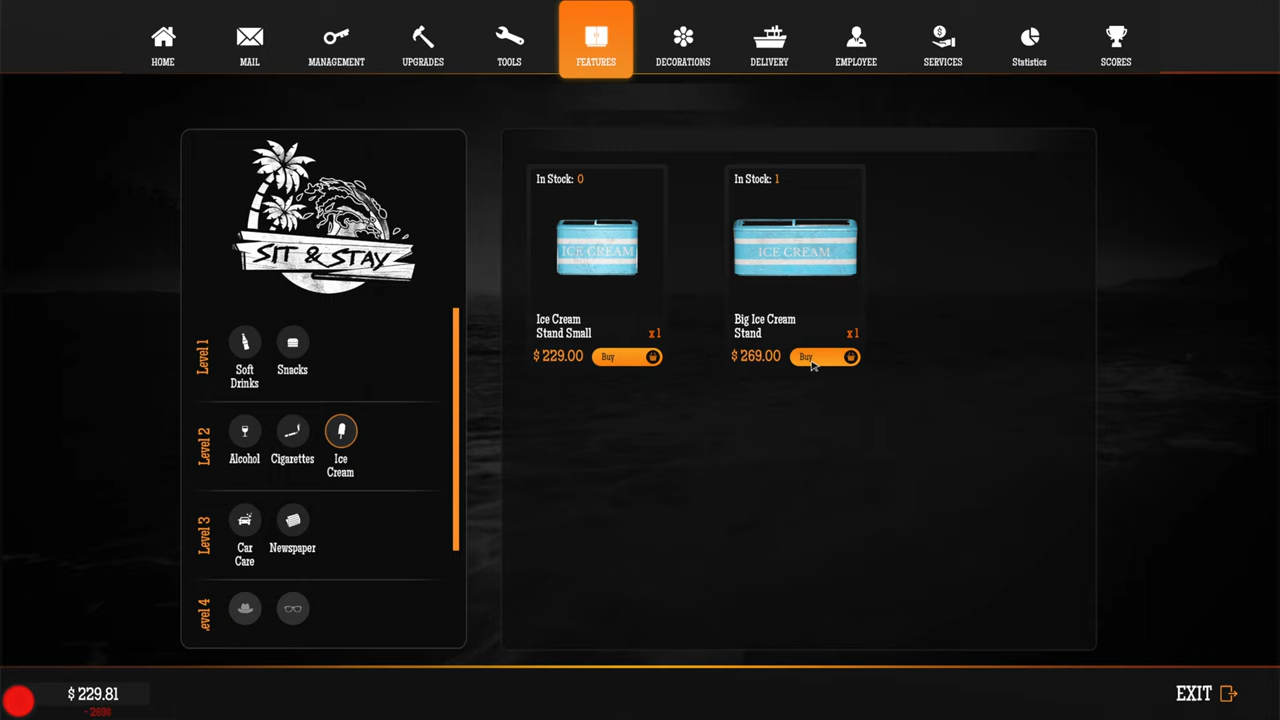 HOME
MAIL
MANAGEMENT
UPGRADES
TOOLS
FEATURES
DECORATIONS
DELIVERY
EMPLOYEE
SERVICES
Statistics
SCORES
SIT & STAY
Level 1
Soft
Drinks
Snacks
Level 2
Alcohol
Cigarettes
Ice
Cream
Level 3
Car
Care
Newspaper
evel 4
In Stock: 0
ICE CREAM
Ice Cream
Stand Small
x1
$ 229.00
Buy
In Stock: 1
ICE CREAM
Big Ice Cream
Stand
x1
$ 269.00
Buy
$ 229.81
- 269$
EXIT